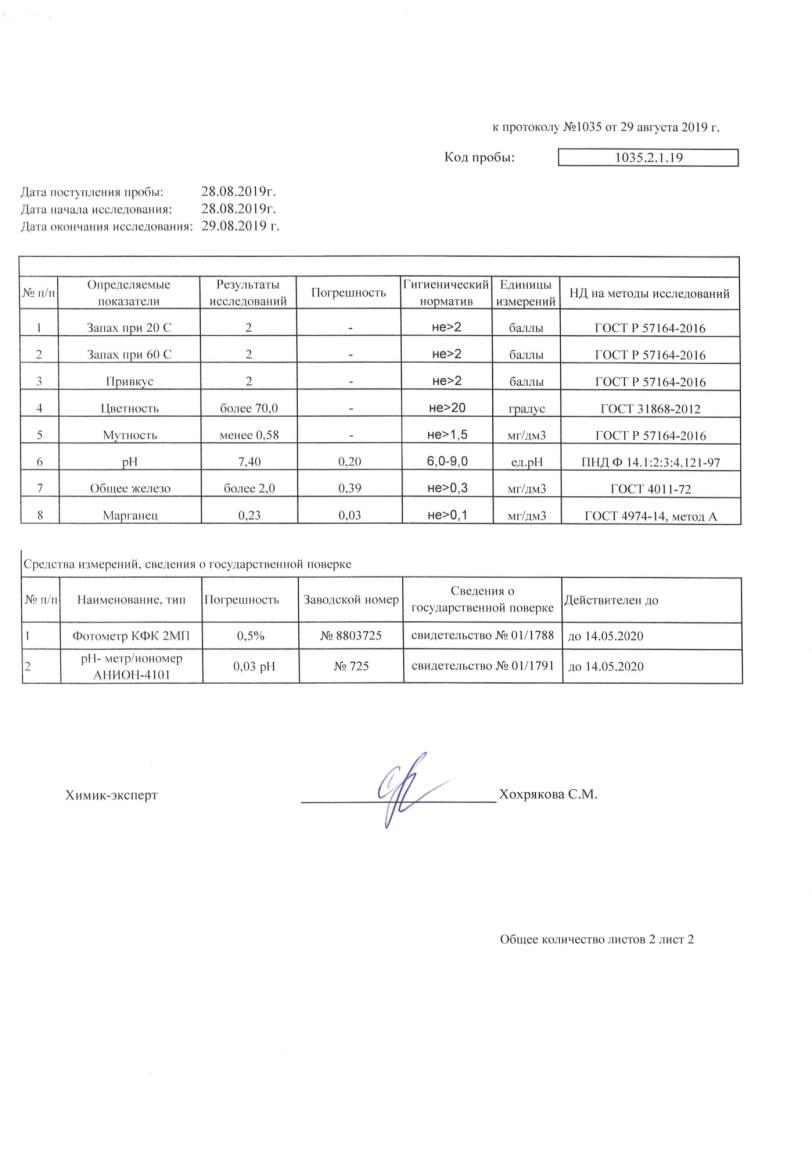 к протоколу №1035 от 29 августа 2019 г.
Код пробы: 1035.2.1.19
Дата поступления пробы: 28.08.2019г.
Дата начала исследования: 28.08.2019г.
Дата окончания исследования: 29.08.2019 г.
№ п/п Определяемые показатели Результаты исследований Погрешность Гигиенический норматив Единицы измерений НД на методы исследований
1 Запах при 20 С 2 - не>2 баллы ГОСТ Р 57164-2016
2 Запах при 60 С 2 - не>2 баллы ГОСТ Р 57164-2016
3 Привкус 2 - не>2 баллы ГОСТ Р 57164-2016
4 Цветность более 70,0 - не>20 градус ГОСТ 31868-2012
5 Мутность менее 0,58 - не>1,5 мг/дм3 ГОСТ Р 57164-2016
6 рН 7,40 0,20 6,0-9,0 ед.рН ПНД Ф 14.1:2:3:4.121-97
7 Общее железо более 2,0 0,39 не>0,3 мг/дм3 ГОСТ 4011-72
8 Марганец 0,23 0,03 не>0,1 мг/дм3 ГОСТ 4974-14, метод А
Средства измерений, сведения о государственной поверке
№ п/п Наименование, тип Погрешность Заводской номер Сведения о государственной поверке Действителен до
1 Фотометр КФК 2МП 0,5% № 8803725 свидетельство № 01/1788 до 14.05.2020
2 рН- метр/иономер АНИОН-4101 0,03 рН № 725 свидетельство № 01/1791 до 14.05.2020
Химик-эксперт Хохрякова С.М.
Общее количество листов 2 лист 2